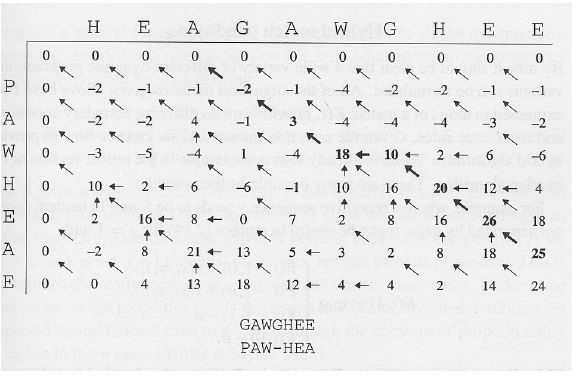 H E A G A W G H E E
0 0 0 0 0 0 0 0 0 0 0
P 0 −2 −1 −1 −2 −1 −4 −2 −2 −1 −1
A 0 −2 −2 4 −1 3 −4 −4 −4 −3 −2
W 0 −3 −5 −4 1 −4 18 ← 10 ← 2 −6 −6
H 0 10 ← 2 −6 −6 −1 10 16 20 ← 12 ← 4
E 0 2 16 ← 8 ← 0 −7 2 8 16 26 18
A 0 −2 8 21 ← 13 ← 5 ← −3 2 8 18 25
E 0 0 4 13 18 12 ← 4 ← −4 2 14 24
GAWGHEE
PAW-HEA